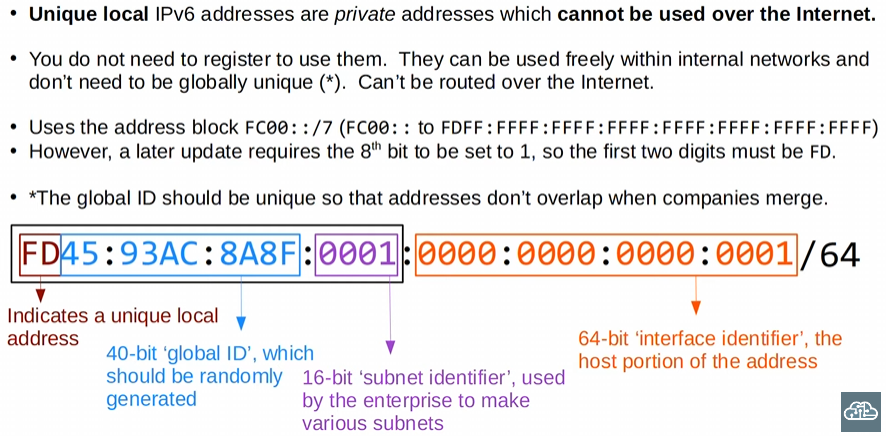 • Unique local IPv6 addresses are private addresses which cannot be used over the Internet.
• You do not need to register to use them. They can be used freely within internal networks and
don't need to be globally unique (*). Can't be routed over the Internet.
• Uses the address block FC00::/7 (FC00:: to FDFF:FFFF:FFFF:FFFF:FFFF:FFFF:FFFF:FFFF)
• However, a later update requires the 8th bit to be set to 1, so the first two digits must be FD.
• *The global ID should be unique so that addresses don't overlap when companies merge.
FD45:93AC:8A8F:0001:0000:0000:0000:0001/64
Indicates a unique local
address
40-bit 'global ID', which
should be randomly
generated
16-bit 'subnet identifier', used
by the enterprise to make
various subnets
64-bit 'interface identifier', the
host portion of the address